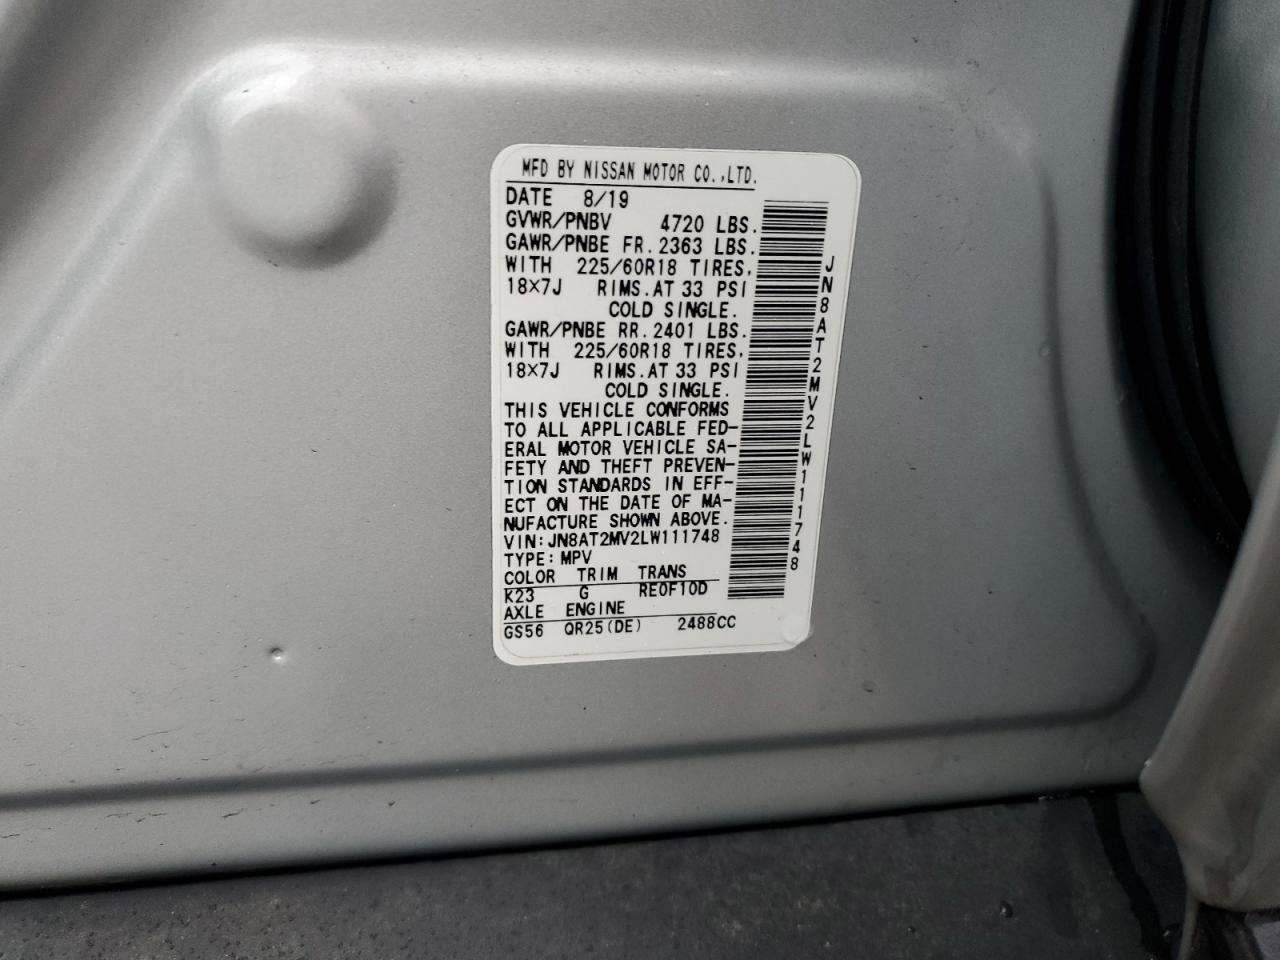 MFD BY NISSAN MOTOR CO.,LTD.
DATE 8/19
GVWR/PNBV 4720 LBS.
GAWR/PNBE FR.2363 LBS.
WITH 225/60R18 TIRES,
18×7J RIMS.AT 33 PSI
COLD SINGLE.
GAWR/PNBE RR.2401 LBS.
WITH 225/60R18 TIRES,
18×7J RIMS.AT 33 PSI
COLD SINGLE.
THIS VEHICLE CONFORMS
TO ALL APPLICABLE FED-
ERAL MOTOR VEHICLE SA-
FETY AND THEFT PREVEN-
TION STANDARDS IN EFF-
ECT ON THE DATE OF MA-
NUFACTURE SHOWN ABOVE.
VIN:JN8AT2MV2LW111748
TYPE:MPV
COLOR TRIM TRANS
K23 G RE0F10D
AXLE ENGINE
GS56 QR25(DE) 2488CC
JN8AT2MV2LW111748